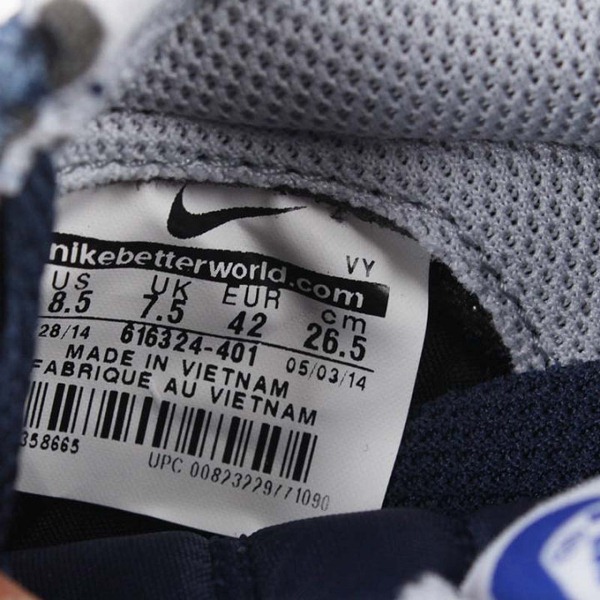 nikebetterworld.com
VY
US UK EUR cm
8.5 7.5 42 26.5
28/14 616324-401 05/03/14
MADE IN VIETNAM
FABRIQUE AU VIETNAM
358665
UPC 00823229771090